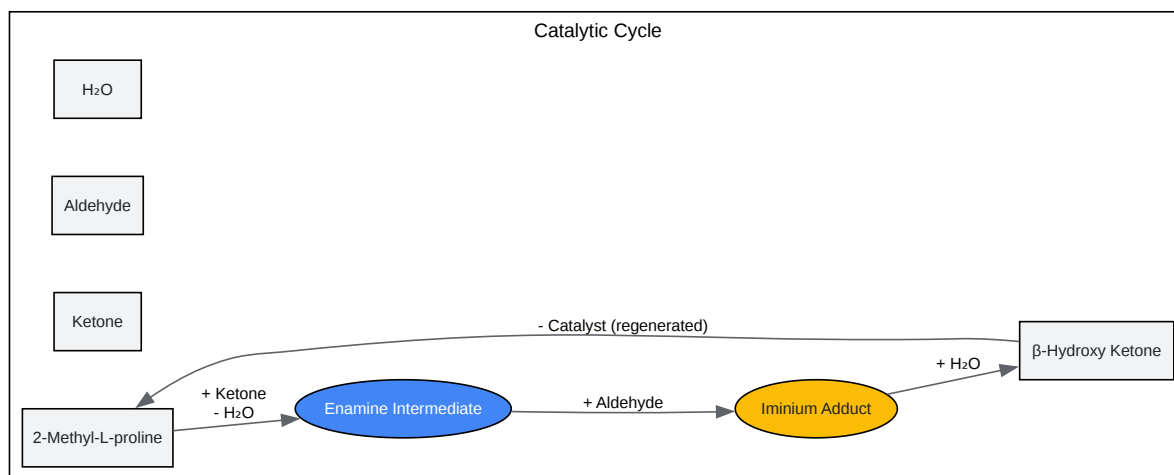 Catalytic Cycle
H₂O
Aldehyde
Ketone
- Catalyst (regenerated)
β-Hydroxy Ketone
+ H₂O
+ Ketone
- H₂O
Enamine Intermediate
+ Aldehyde
Iminium Adduct
2-Methyl-L-proline